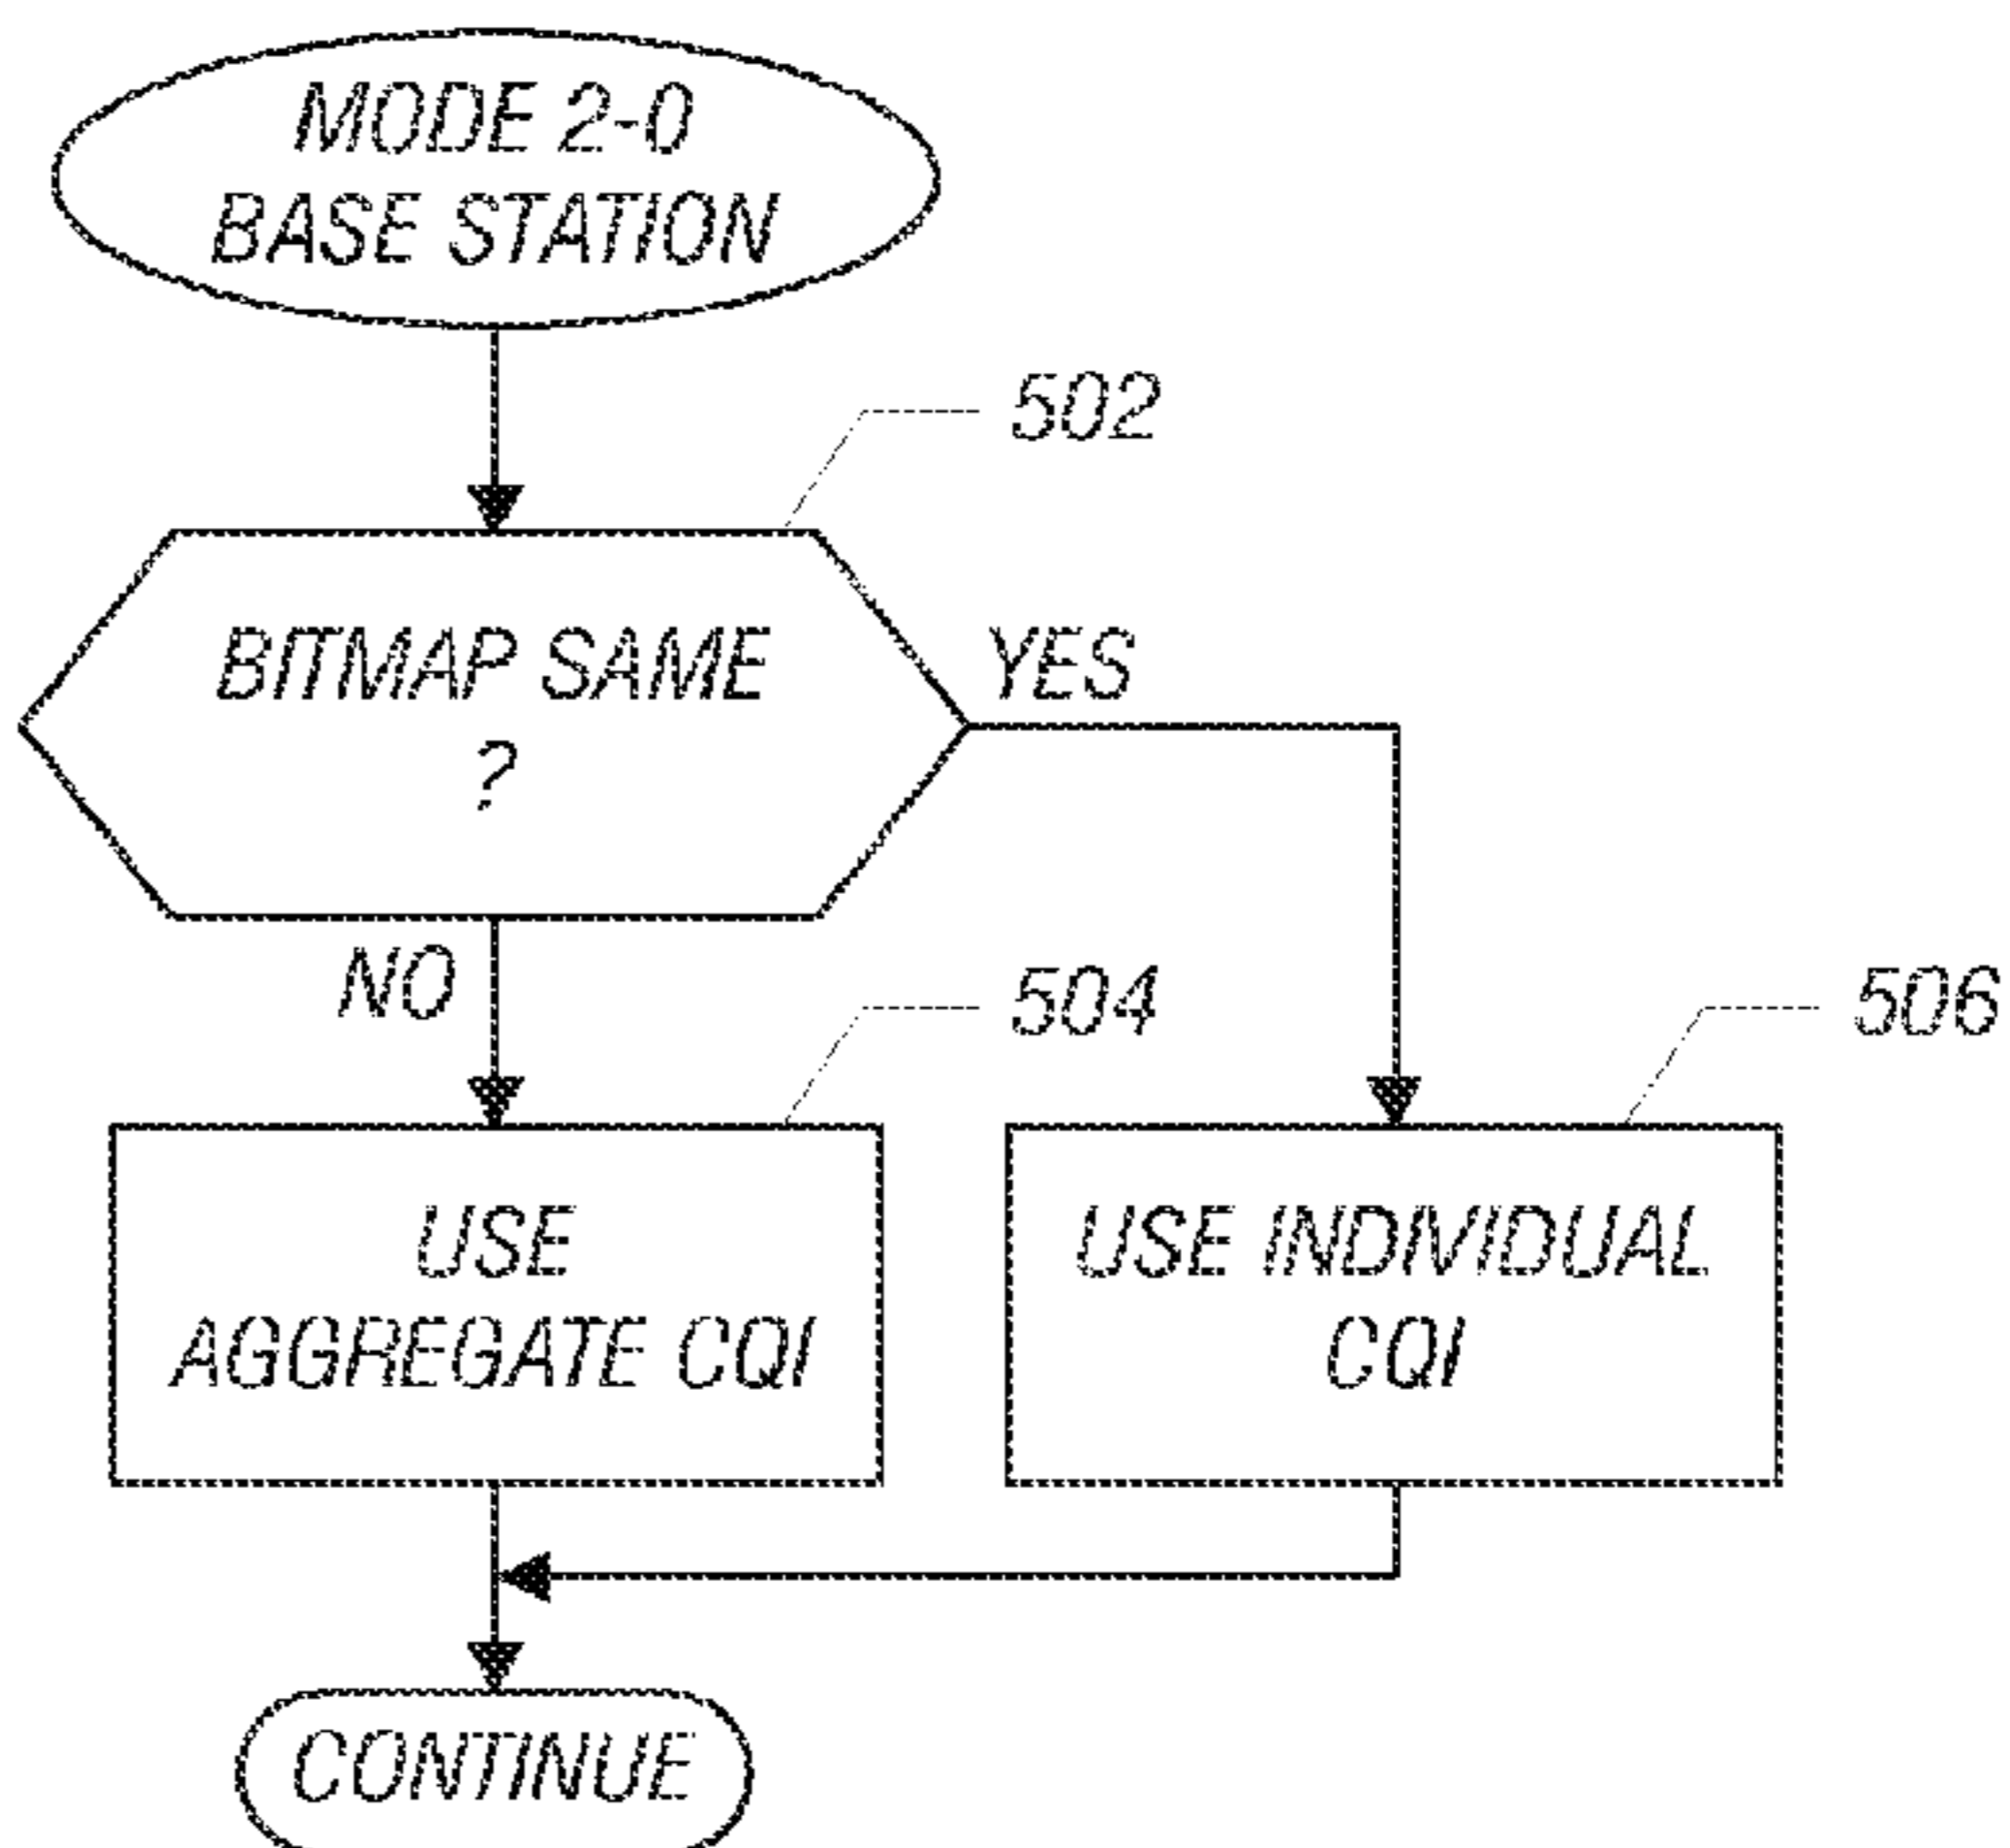 MODE 2-0
BASE STATION
502
BITMAP SAME
?
YES
NO
504
506
USE
AGGREGATE CQI
USE INDIVIDUAL
CQI
CONTINUE